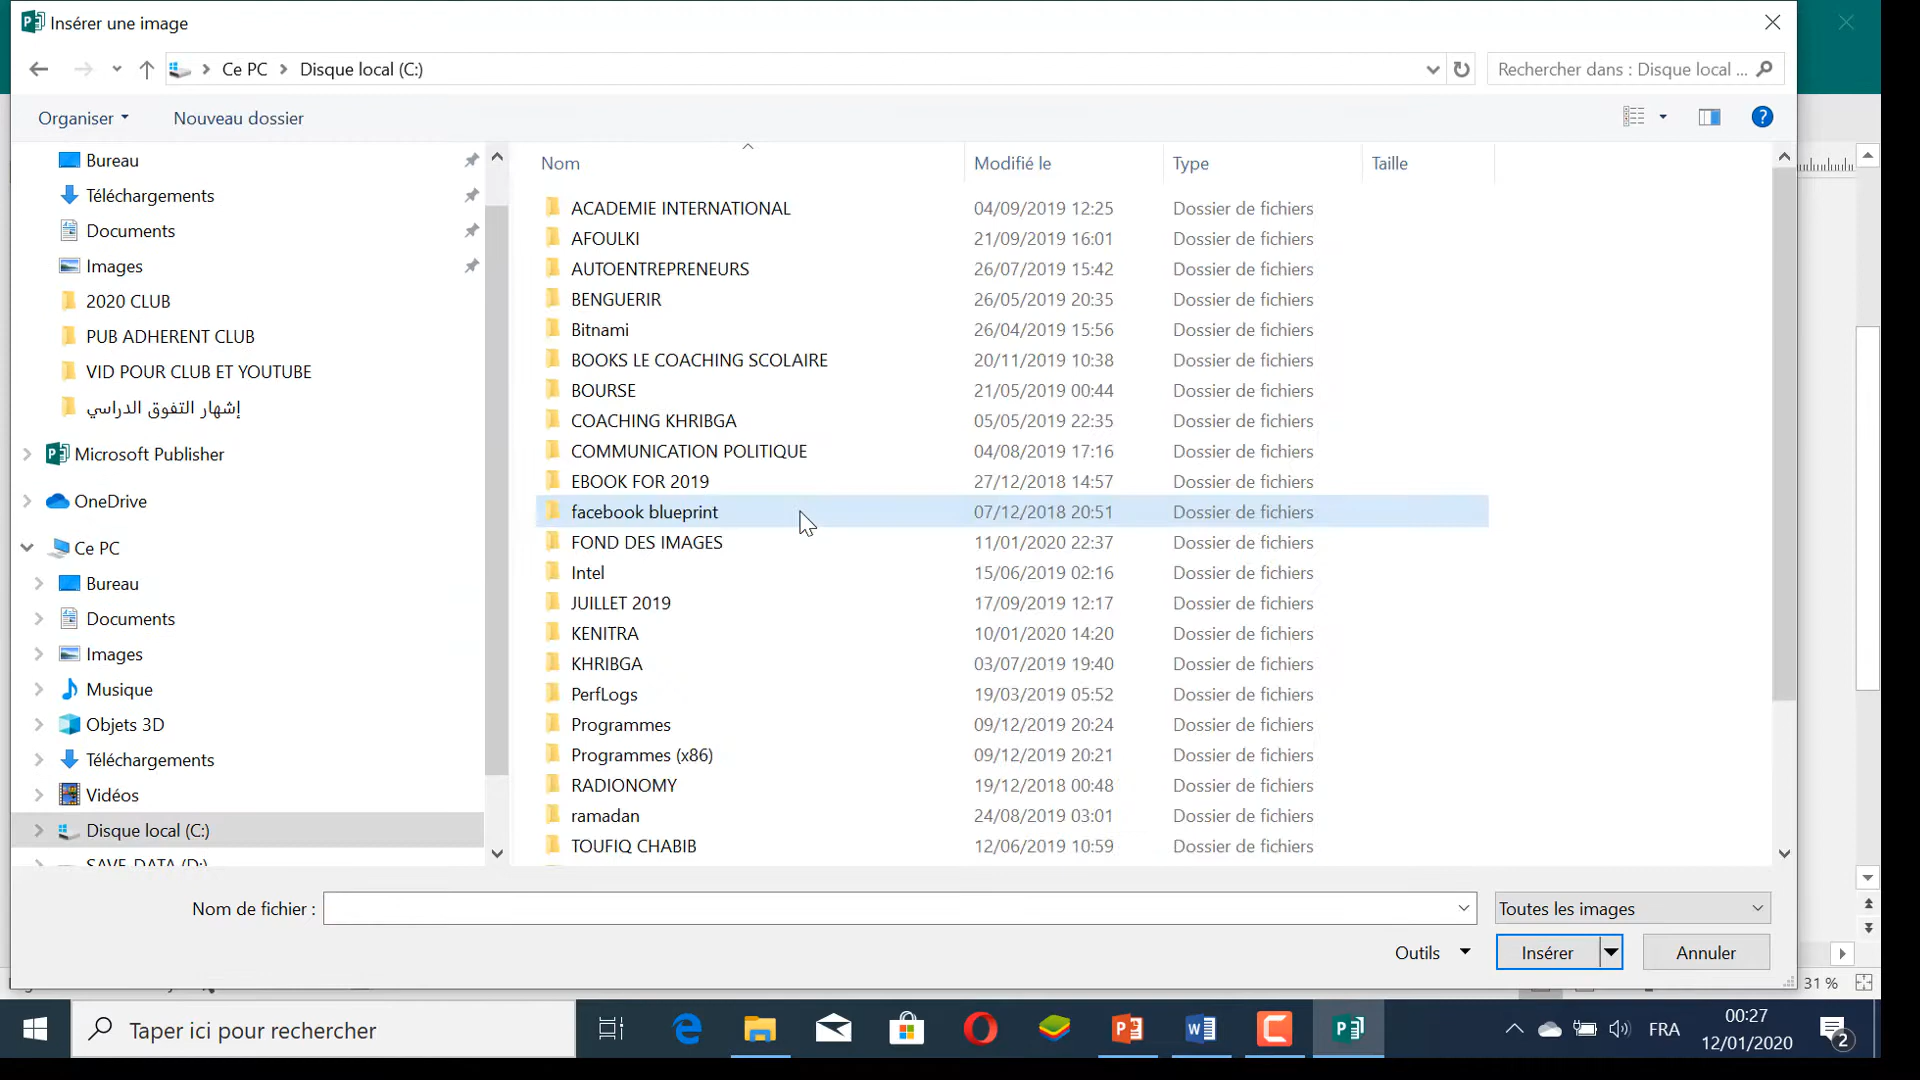 Insérer une image
Ce PC > Disque local (C:)
Rechercher dans : Disque local ...
Organiser
Nouveau dossier
Bureau
Téléchargements
Documents
Images
2020 CLUB
PUB ADHERENT CLUB
VID POUR CLUB ET YOUTUBE
إشهار التفوق الدراسي
Microsoft Publisher
OneDrive
Ce PC
Bureau
Documents
Images
Musique
Objets 3D
Téléchargements
Vidéos
Disque local (C:)
SAVE-DATA (D:)
Nom Modifié le Type Taille
ACADEMIE INTERNATIONAL 04/09/2019 12:25 Dossier de fichiers
AFOULKI 21/09/2019 16:01 Dossier de fichiers
AUTOENTREPRENEURS 26/07/2019 15:42 Dossier de fichiers
BENGUERIR 26/05/2019 20:35 Dossier de fichiers
Bitnami 26/04/2019 15:56 Dossier de fichiers
BOOKS LE COACHING SCOLAIRE 20/11/2019 10:38 Dossier de fichiers
BOURSE 21/05/2019 00:44 Dossier de fichiers
COACHING KHRIBGA 05/05/2019 22:35 Dossier de fichiers
COMMUNICATION POLITIQUE 04/08/2019 17:16 Dossier de fichiers
EBOOK FOR 2019 27/12/2018 14:57 Dossier de fichiers
facebook blueprint 07/12/2018 20:51 Dossier de fichiers
FOND DES IMAGES 11/01/2020 22:37 Dossier de fichiers
Intel 15/06/2019 02:16 Dossier de fichiers
JUILLET 2019 17/09/2019 12:17 Dossier de fichiers
KENITRA 10/01/2020 14:20 Dossier de fichiers
KHRIBGA 03/07/2019 19:40 Dossier de fichiers
PerfLogs 19/03/2019 05:52 Dossier de fichiers
Programmes 09/12/2019 20:24 Dossier de fichiers
Programmes (x86) 09/12/2019 20:21 Dossier de fichiers
RADIONOMY 19/12/2018 00:48 Dossier de fichiers
ramadan 24/08/2019 03:01 Dossier de fichiers
TOUFIQ CHABIB 12/06/2019 10:59 Dossier de fichiers
Nom de fichier :
Toutes les images
Outils
Insérer
Annuler
31 %
Taper ici pour rechercher
FRA
00:27
12/01/2020
2